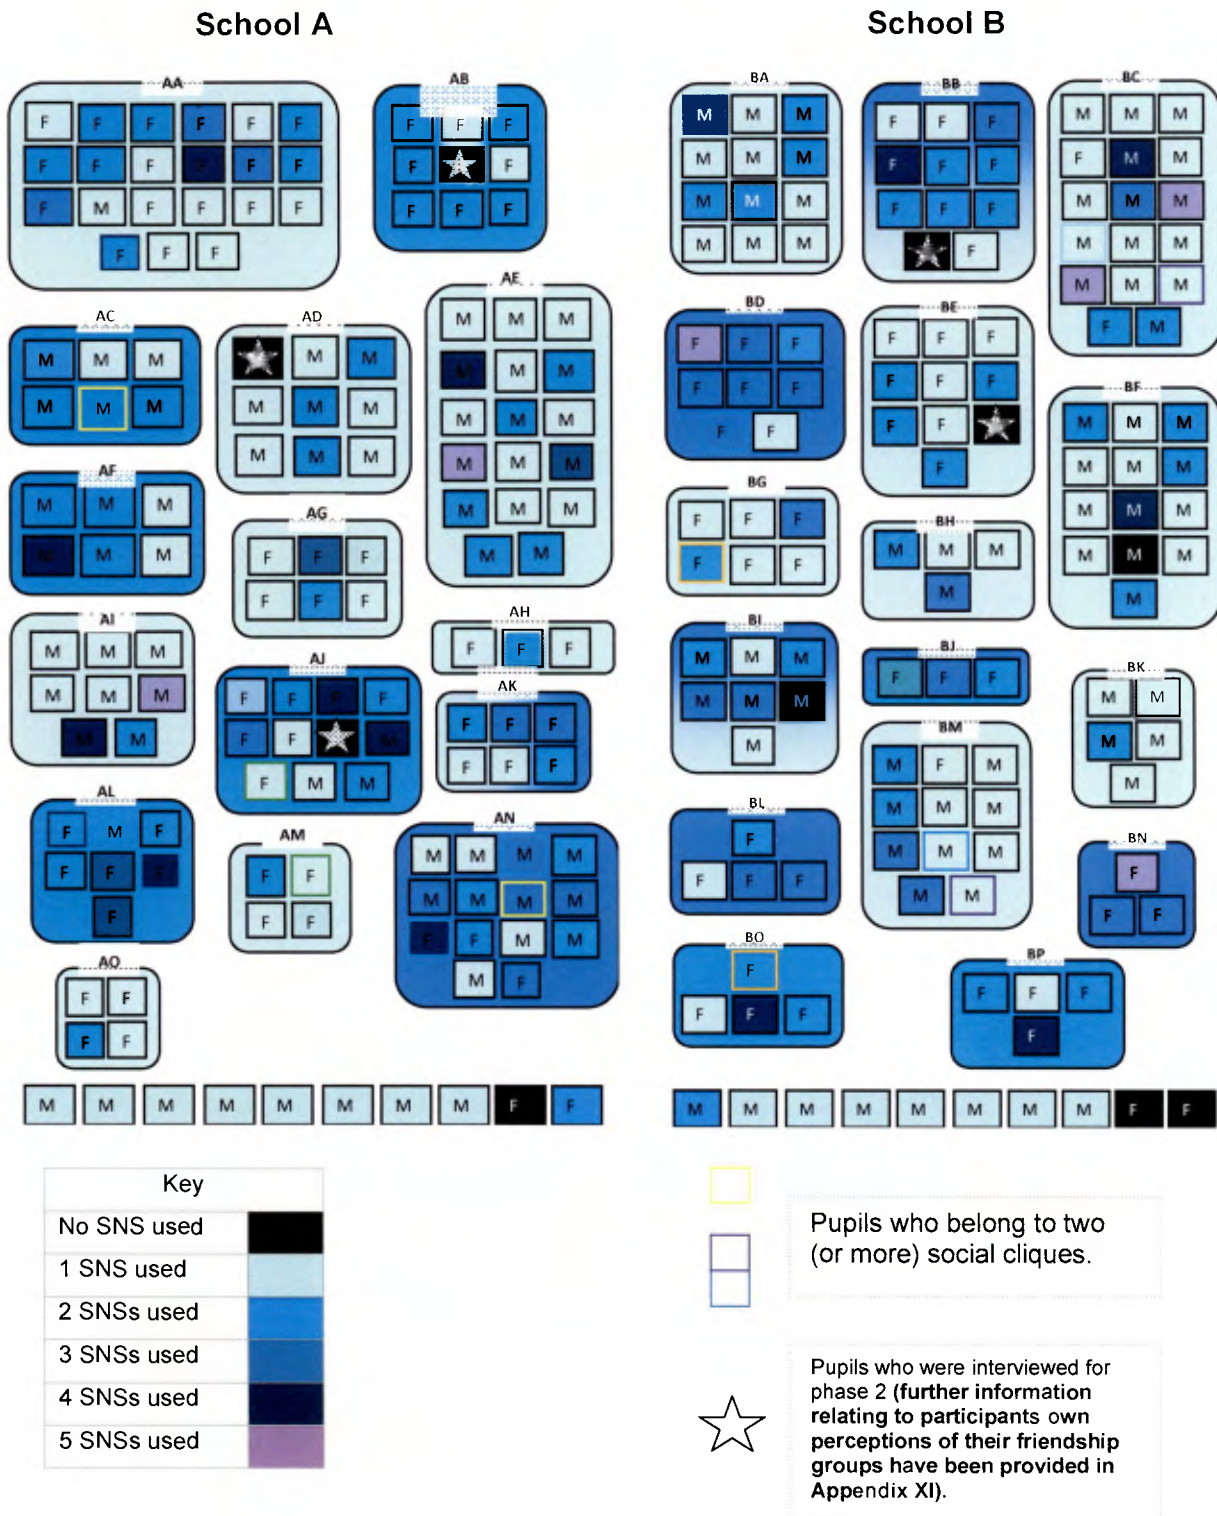 School A
School B
AA
F F F F F F
F F F F F
F M F F F F
F F F
AB
F F F
F F
F F F
AC
M M M
M M M
AD
M M
M M M
M M M
AE
M M M
M M M
M M M
M M M
M M M
M M
AF
M M M
M M M
AG
F F F
F F F
AH
F F F
AI
M M M
M M M
M M
AJ
F F F F
F F M
F M M
AK
F F F
F F F
AL
F M F
F F F
F
AM
F F
F F
AN
M M M M
M M M M
F F M M
M F
AO
F F
F F
M M M M M M M M F F
BA
M M M
M M M
M M M
M M M
BB
F F F
F F F
F F F
F
BC
M M M
F M M
M M M
M M M
M M M
F M
BD
F F F
F F F
F F
BE
F F F
F F F
F F
F
BF
M M M
M M M
M M M
M M M
M
BG
F F F
F F F
BH
M M M
M
BI
M M M
M M M
M
BJ
F F F
BK
M M
M M
M
BL
F
F F F
BM
M F M
M M M
M M M
M M
BN
F
F F
BO
F
F F F
BP
F F F
F
M M M M M M M M F F
Key
No SNS used
1 SNS used
2 SNSs used
3 SNSs used
4 SNSs used
5 SNSs used
Pupils who belong to two
(or more) social cliques.
Pupils who were interviewed for
phase 2 (further information
relating to participants own
perceptions of their friendship
groups have been provided in
Appendix XI).